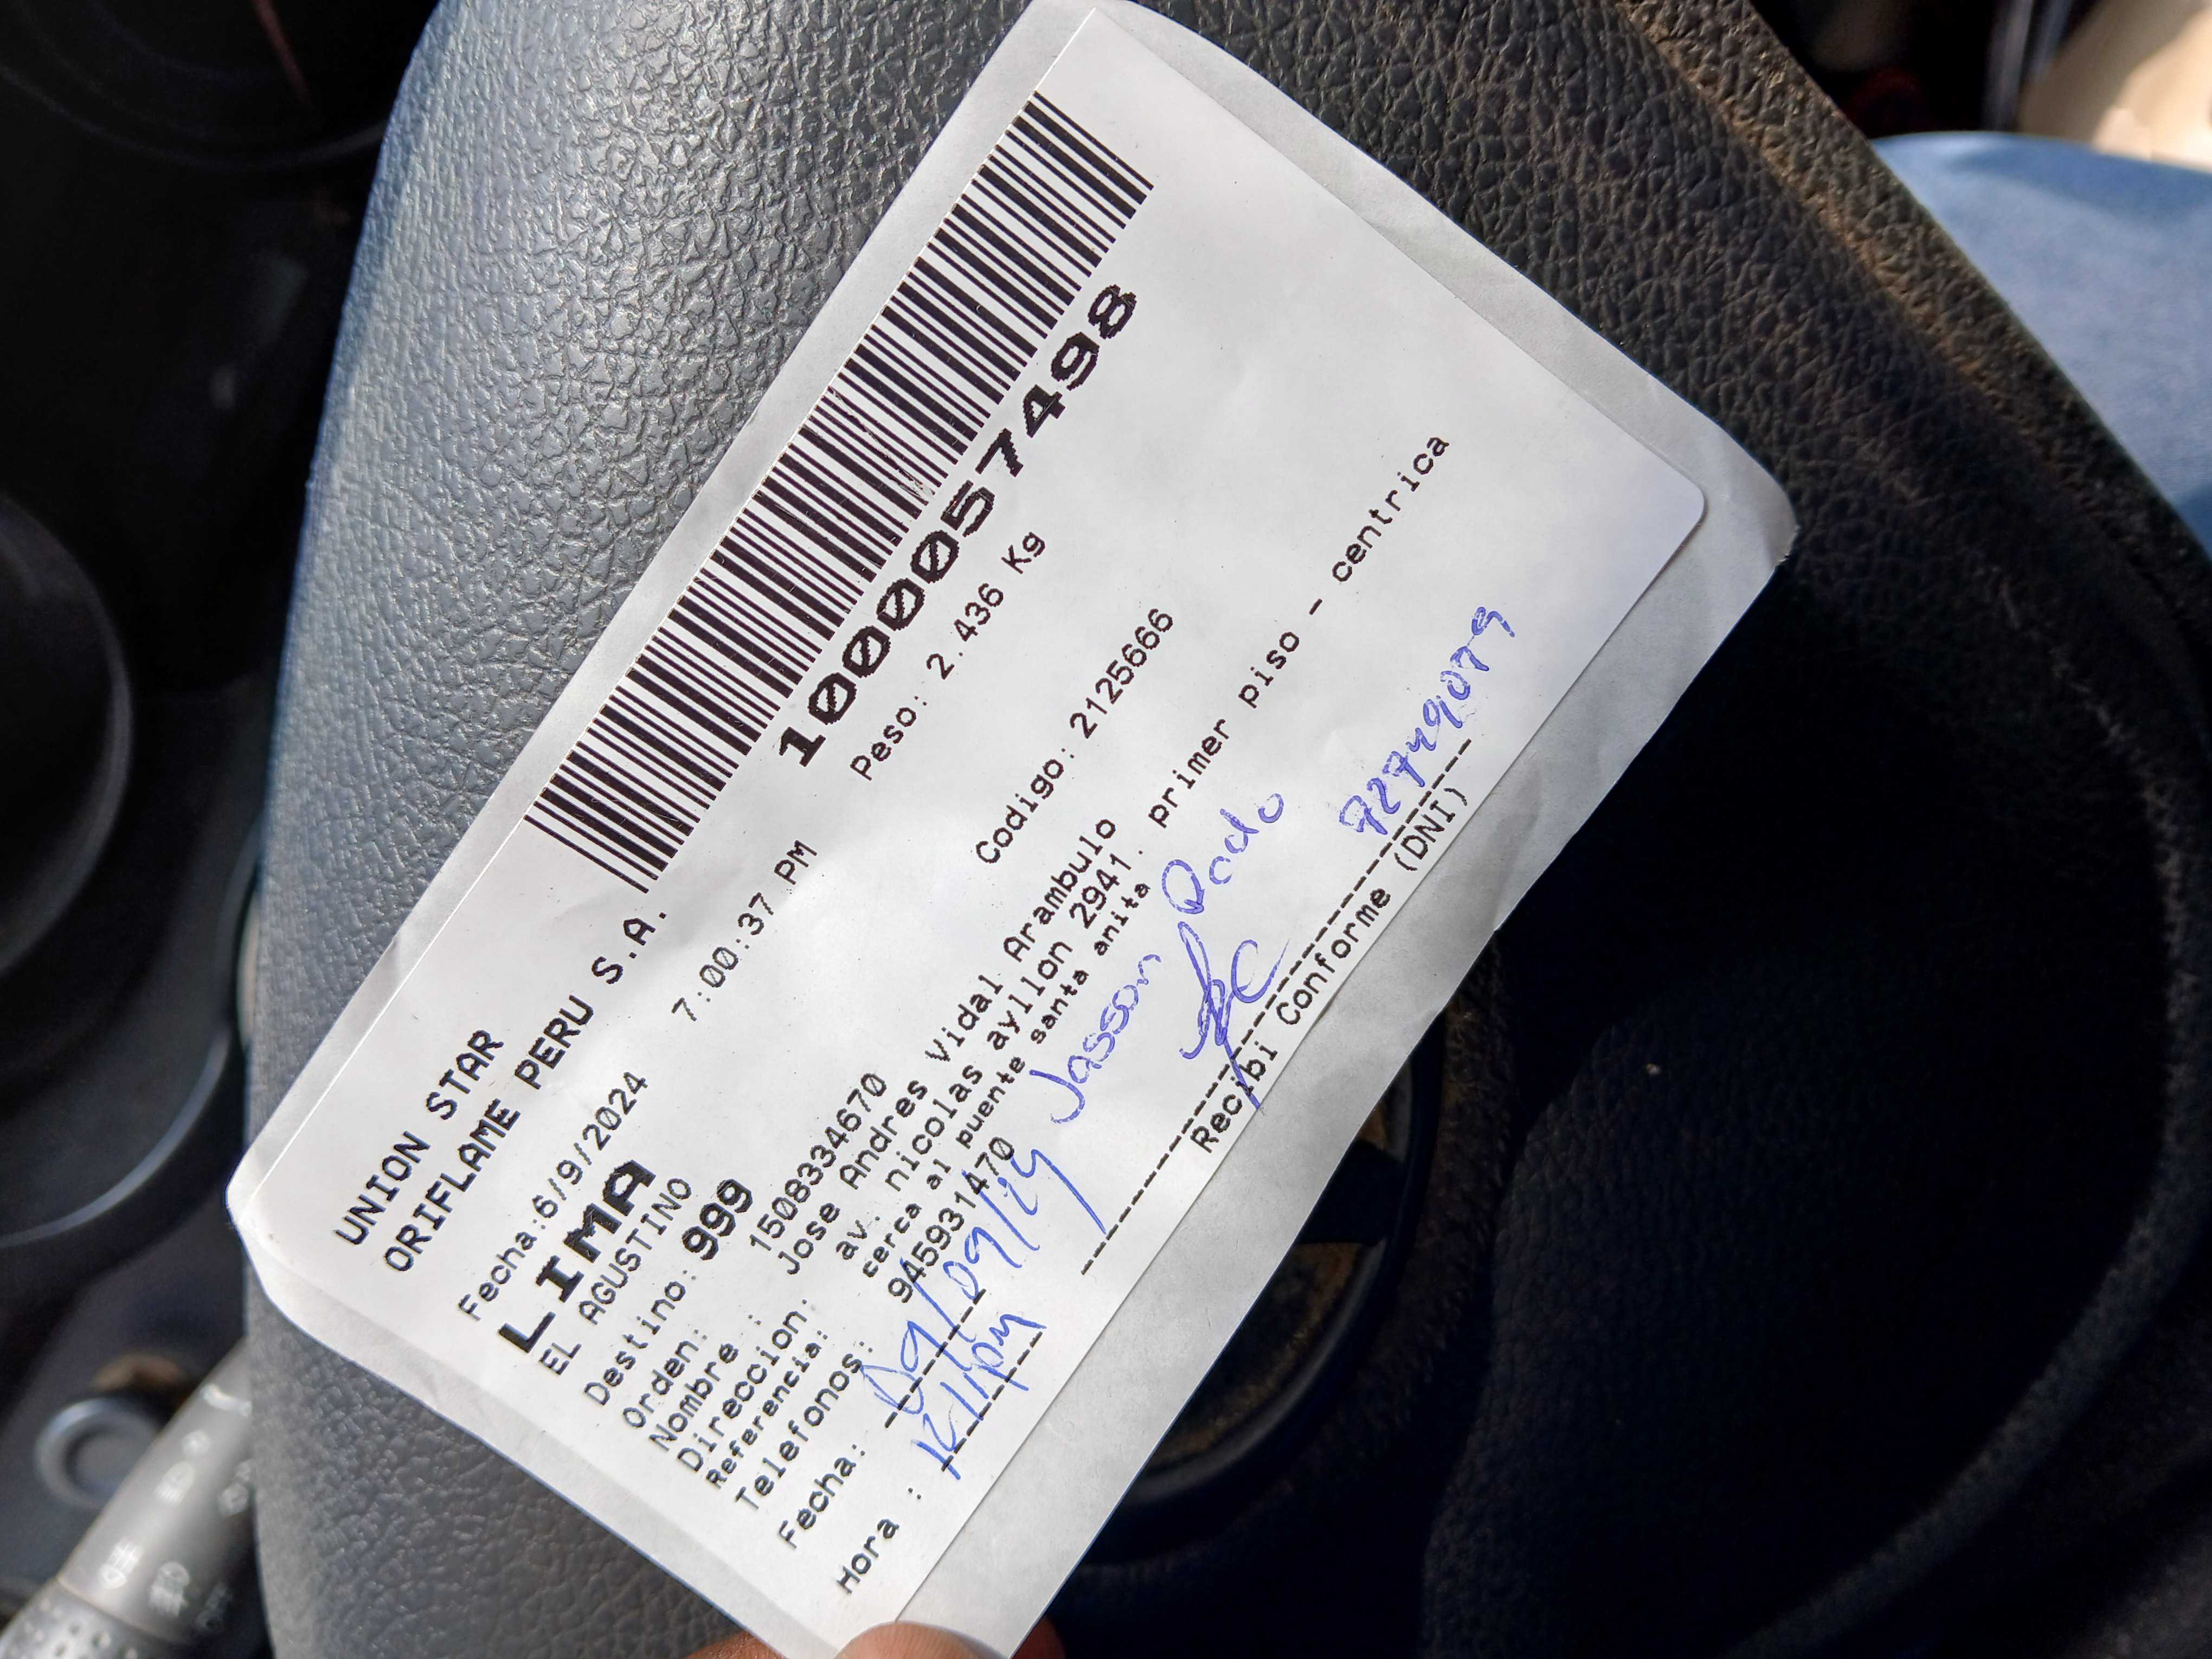 UNION STAR
ORIFLAME PERU S.A.
1000057498
Fecha:6/9/2024 7:00:37 PM Peso: 2.436 Kg
LIMA
EL AGUSTINO
Destino: 999 Codigo: 2125666
Orden: 15083334670
Nombre : Jose Andres Vidal Arambulo
Direccion: av. nicolas ayllon 2941. primer piso - centrica
Referencia: cerca al puente santa anita
Telefonos: 945931470
Fecha: 09/09/24 Jasson
Hora : 12:11pm
72749079
Recibi Conforme (DNI)